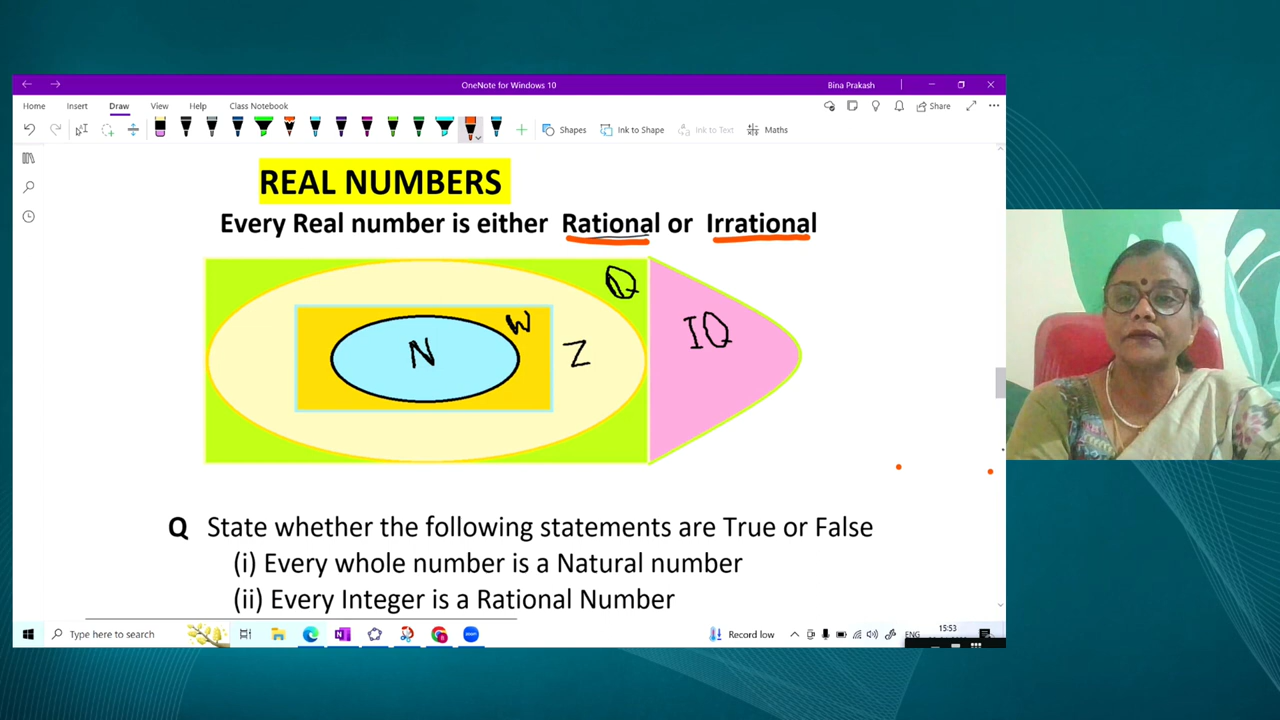 OneNote for Windows 10
Bina Prakash
Home Insert Draw View Help Class Notebook
Share
Shapes Ink to Shape Ink to Text Maths
REAL NUMBERS
Every Real number is either Rational or Irrational
Q
W
N
Z
IQ
Q State whether the following statements are True or False
(i) Every whole number is a Natural number
(ii) Every Integer is a Rational Number
Type here to search
Record low
ENG
15:53